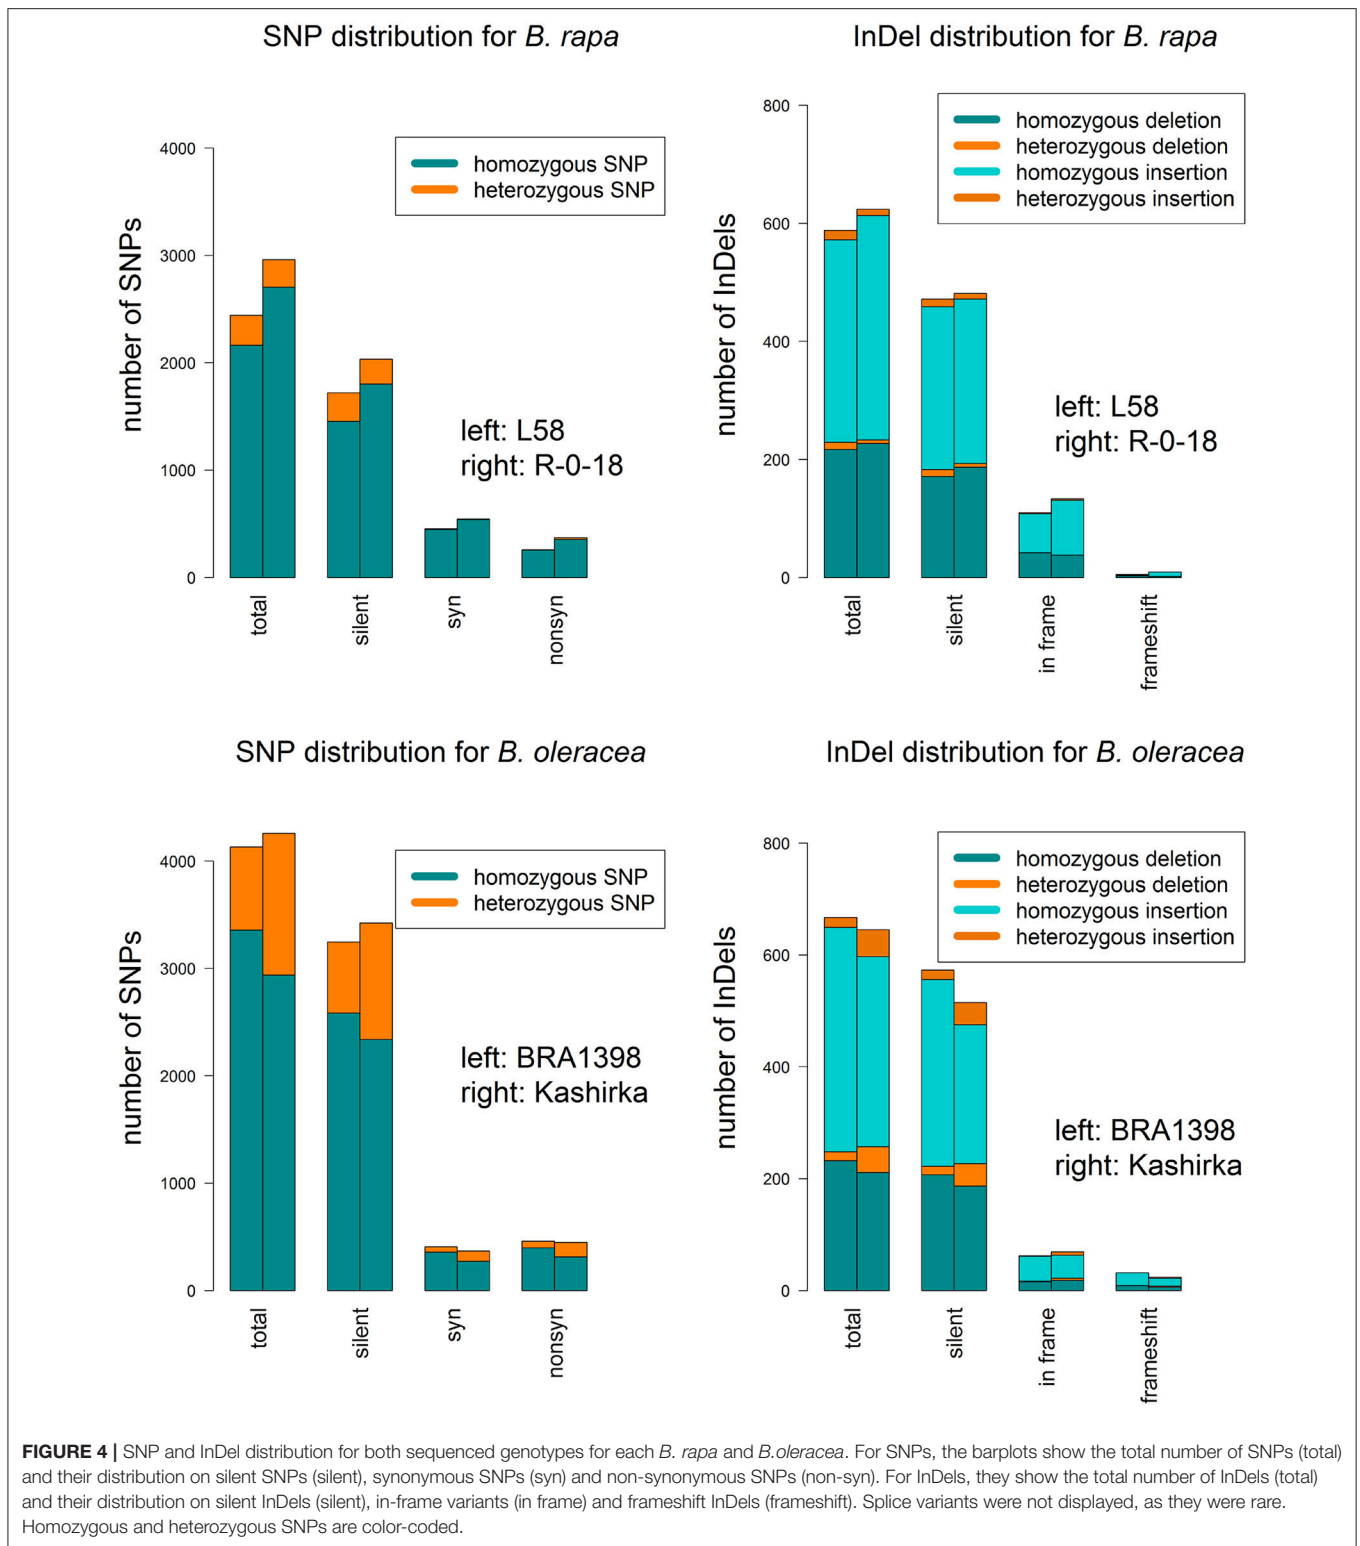 SNP distribution for B. rapa
number of SNPs
4000
3000
2000
1000
0
homozygous SNP
heterozygous SNP
left: L58
right: R-0-18
total
silent
syn
nonsyn
InDel distribution for B. rapa
number of InDels
800
600
400
200
0
homozygous deletion
heterozygous deletion
homozygous insertion
heterozygous insertion
left: L58
right: R-0-18
total
silent
in frame
frameshift
SNP distribution for B. oleracea
number of SNPs
4000
3000
2000
1000
0
homozygous SNP
heterozygous SNP
left: BRA1398
right: Kashirka
total
silent
syn
nonsyn
InDel distribution for B. oleracea
number of InDels
800
600
400
200
0
homozygous deletion
heterozygous deletion
homozygous insertion
heterozygous insertion
left: BRA1398
right: Kashirka
total
silent
in frame
frameshift
FIGURE 4 | SNP and InDel distribution for both sequenced genotypes for each B. rapa and B.oleracea. For SNPs, the barplots show the total number of SNPs (total)
and their distribution on silent SNPs (silent), synonymous SNPs (syn) and non-synonymous SNPs (non-syn). For InDels, they show the total number of InDels (total)
and their distribution on silent InDels (silent), in-frame variants (in frame) and frameshift InDels (frameshift). Splice variants were not displayed, as they were rare.
Homozygous and heterozygous SNPs are color-coded.